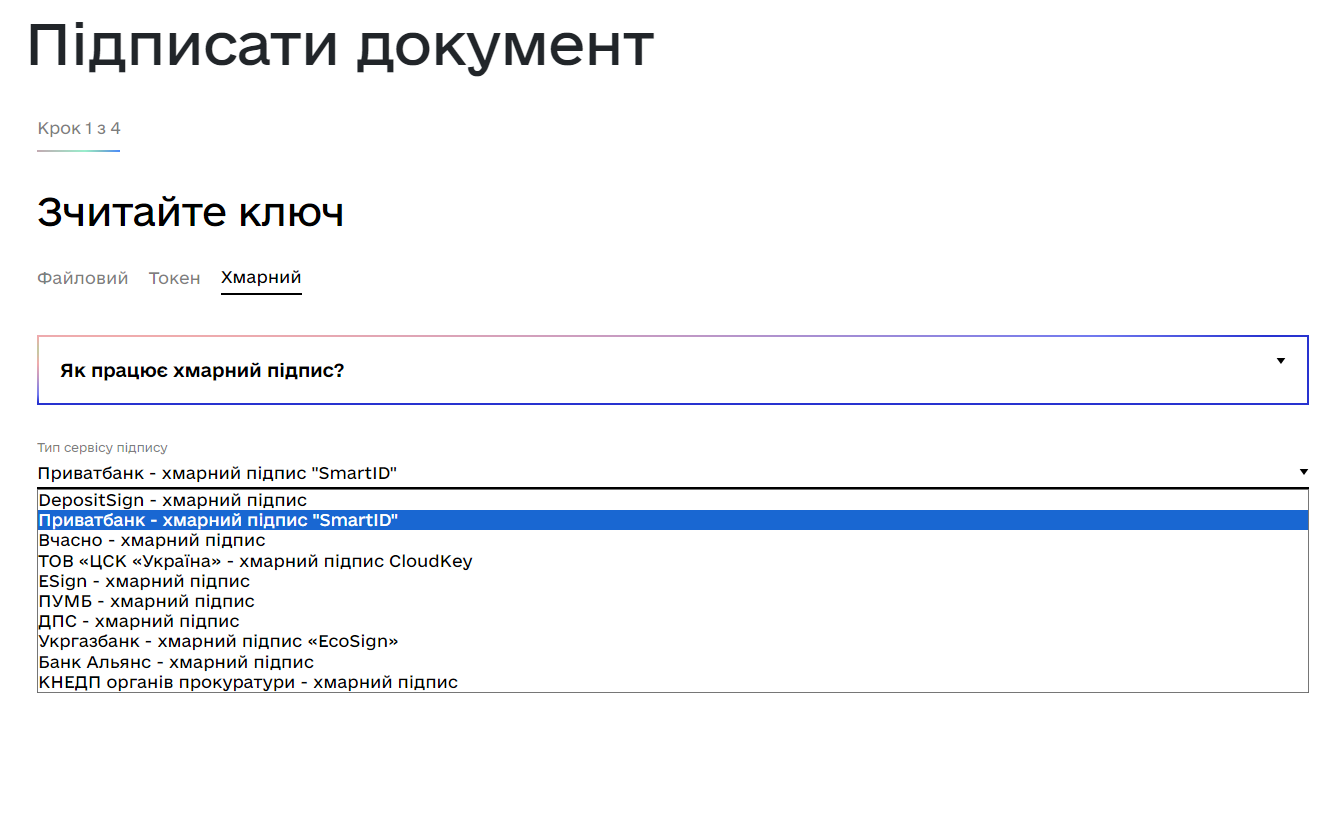 Підписати документ
Крок 1 з 4
Зчитайте ключ
Файловий Токен Хмарний
Як працює хмарний підпис?
Тип сервісу підпису
Приватбанк - хмарний підпис "SmartID"
DepositSign - хмарний підпис
Приватбанк - хмарний підпис "SmartID"
Вчасно - хмарний підпис
ТОВ «ЦСК «Україна» - хмарний підпис CloudKey
ESign - хмарний підпис
ПУМБ - хмарний підпис
ДПС - хмарний підпис
Укргазбанк - хмарний підпис «EcoSign»
Банк Альянс - хмарний підпис
КНЕДП органів прокуратури - хмарний підпис